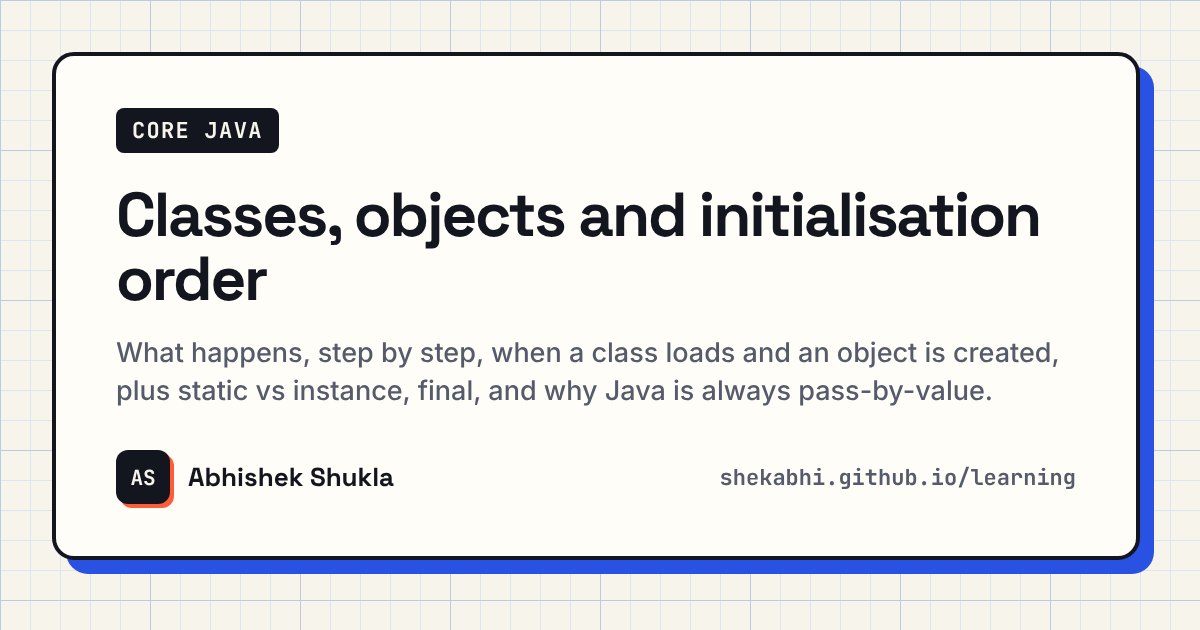 CORE JAVA
Classes, objects and initialisation
order
What happens, step by step, when a class loads and an object is created,
plus static vs instance, final, and why Java is always pass-by-value.
AS
Abhishek Shukla
shekabhi.github.io/learning